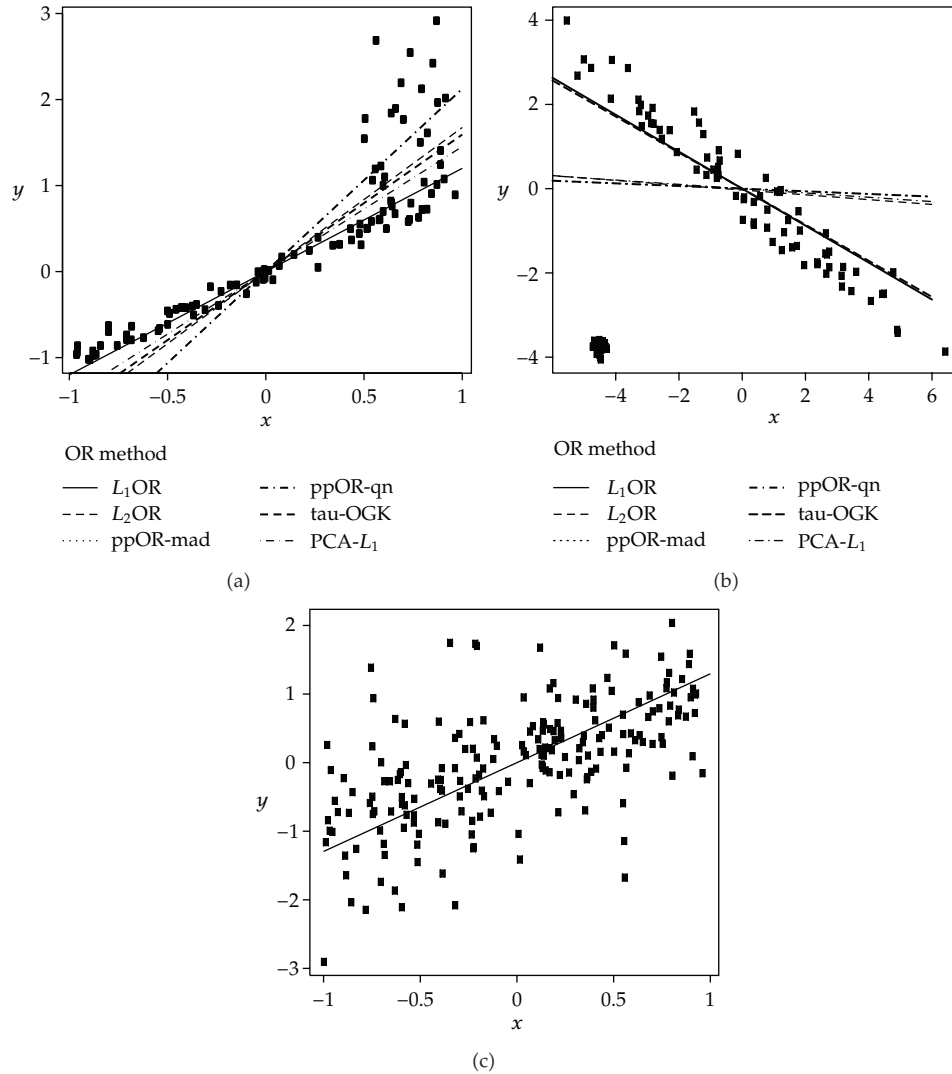 3
2
1
0
−1
y
−1 −0.5 0 0.5 1
x
OR method
L1OR
L2OR
ppOR-mad
ppOR-qn
tau-OGK
PCA-L1
(a)
4
2
0
−2
−4
y
−4 −2 0 2 4 6
x
OR method
L1OR
L2OR
ppOR-mad
ppOR-qn
tau-OGK
PCA-L1
(b)
2
1
0
−1
−2
−3
y
−1 −0.5 0 0.5 1
x
(c)